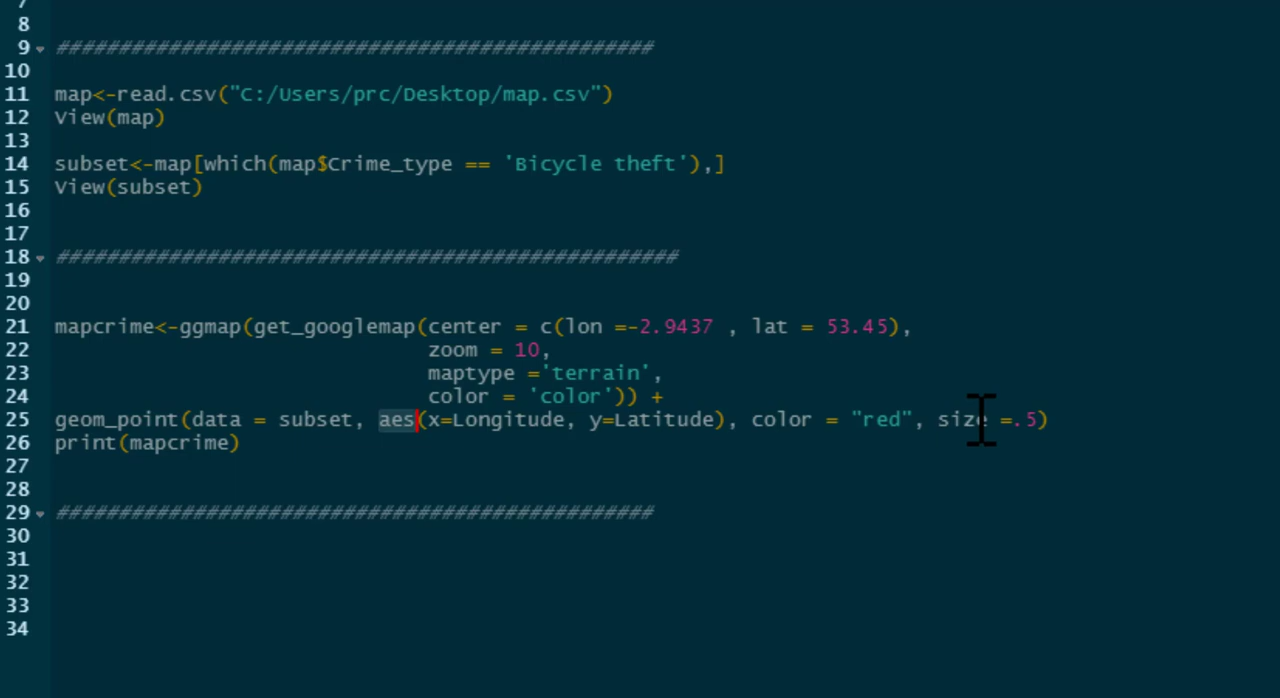 7
8
9 ################################################
10
11 map<-read.csv("C:/Users/prc/Desktop/map.csv")
12 View(map)
13
14 subset<-map[which(map$Crime_type == 'Bicycle theft'),]
15 View(subset)
16
17
18 ##################################################
19
20
21 mapcrime<-ggmap(get_googlemap(center = c(lon =-2.9437 , lat = 53.45),
22 zoom = 10,
23 maptype ='terrain',
24 color = 'color')) +
25 geom_point(data = subset, aes(x=Longitude, y=Latitude), color = "red", size =.5)
26 print(mapcrime)
27
28
29 ################################################
30
31
32
33
34